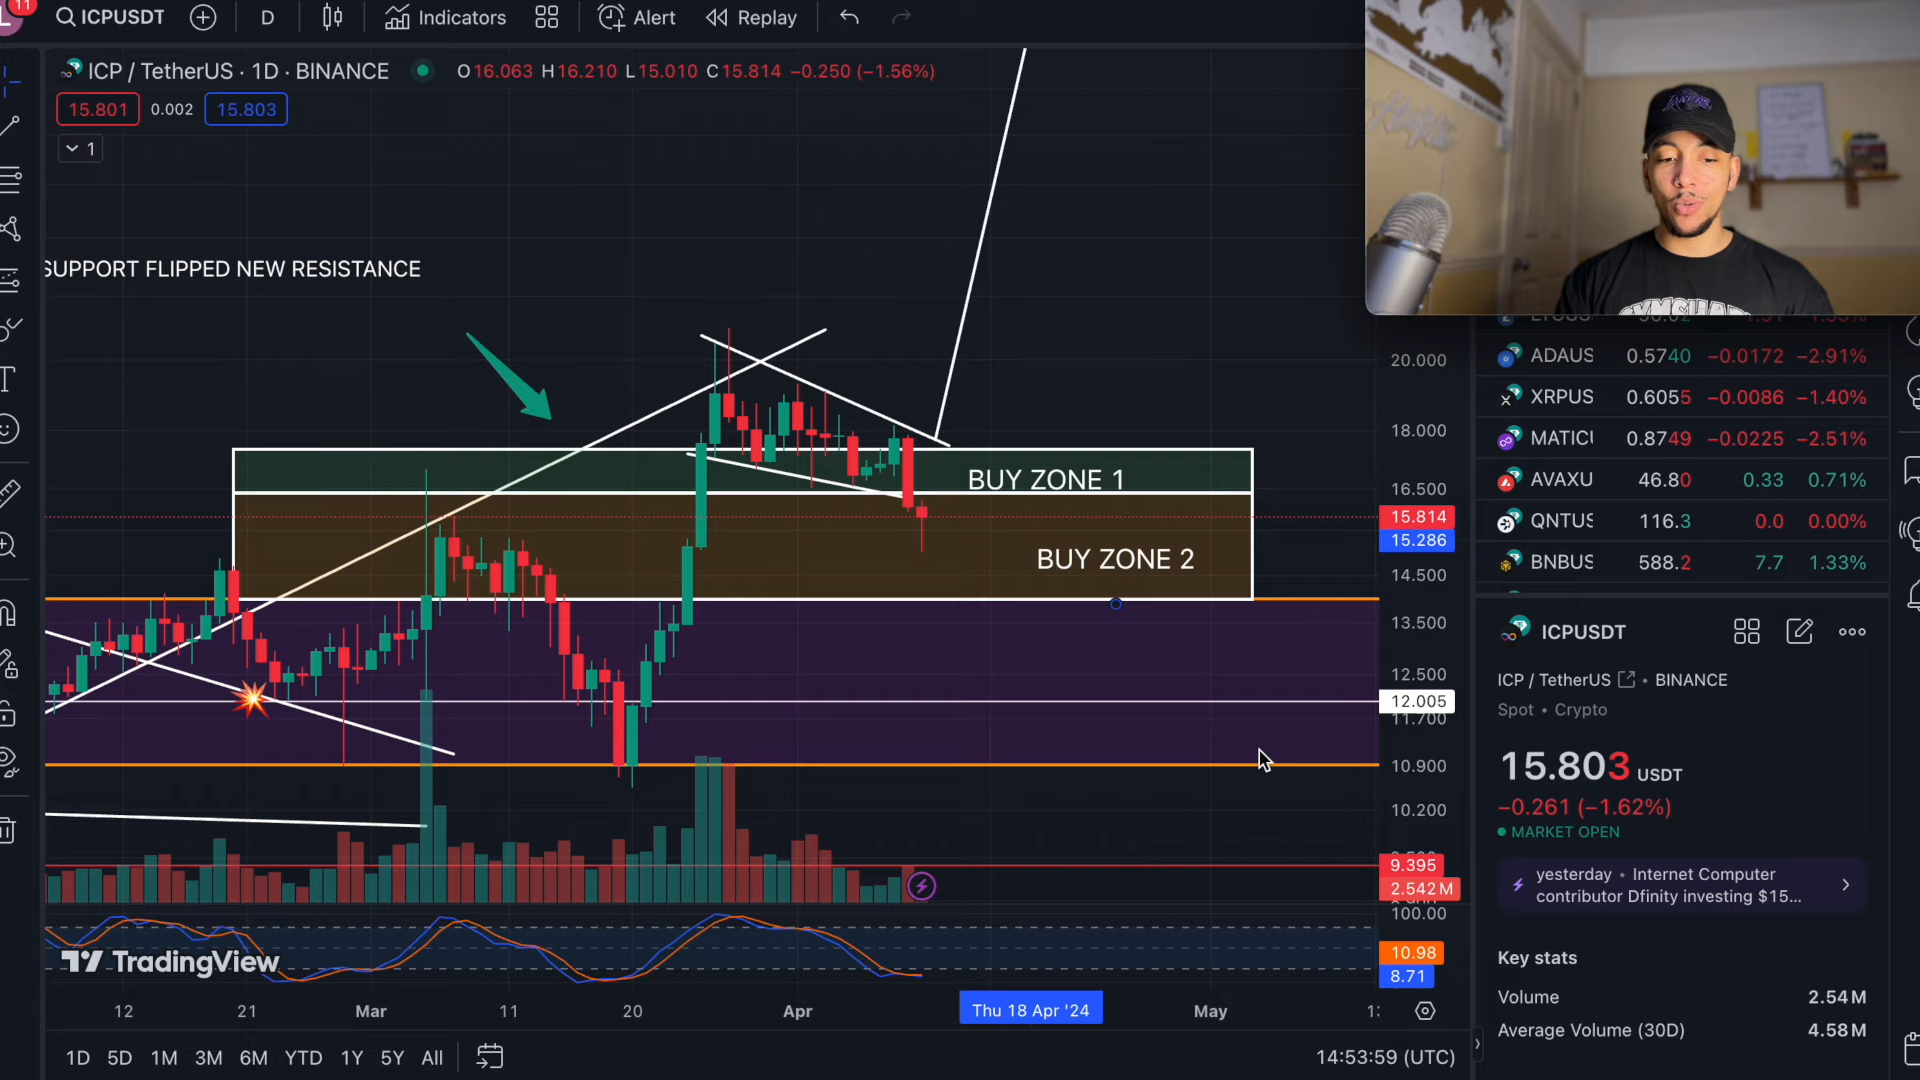 11
ICPUSDT
D
Indicators
Alert
Replay
ICP / TetherUS · 1D · BINANCE
O16.063 H16.210 L15.010 C15.814 −0.250 (−1.56%)
15.801 0.002 15.803
1
SUPPORT FLIPPED NEW RESISTANCE
BUY ZONE 1
BUY ZONE 2
20.000
18.000
16.500
15.814
15.286
14.500
13.500
12.500
12.005
11.700
10.900
10.200
9.395
2.542 M
100.00
10.98
8.71
TradingView
12 21 Mar 11 20 Apr Thu 18 Apr '24 May
1D 5D 1M 3M 6M YTD 1Y 5Y All
14:53:59 (UTC)
ADAUS 0.5740 −0.0172 −2.91%
XRPUS 0.6055 −0.0086 −1.40%
MATICU 0.8749 −0.0225 −2.51%
AVAXU 46.80 0.33 0.71%
QNTUS 116.3 0.0 0.00%
BNBUS 588.2 7.7 1.33%
ICPUSDT
ICP / TetherUS • BINANCE
Spot • Crypto
15.803 USDT
−0.261 (−1.62%)
MARKET OPEN
yesterday • Internet Computer
contributor Dfinity investing $15...
Key stats
Volume 2.54M
Average Volume (30D) 4.58M